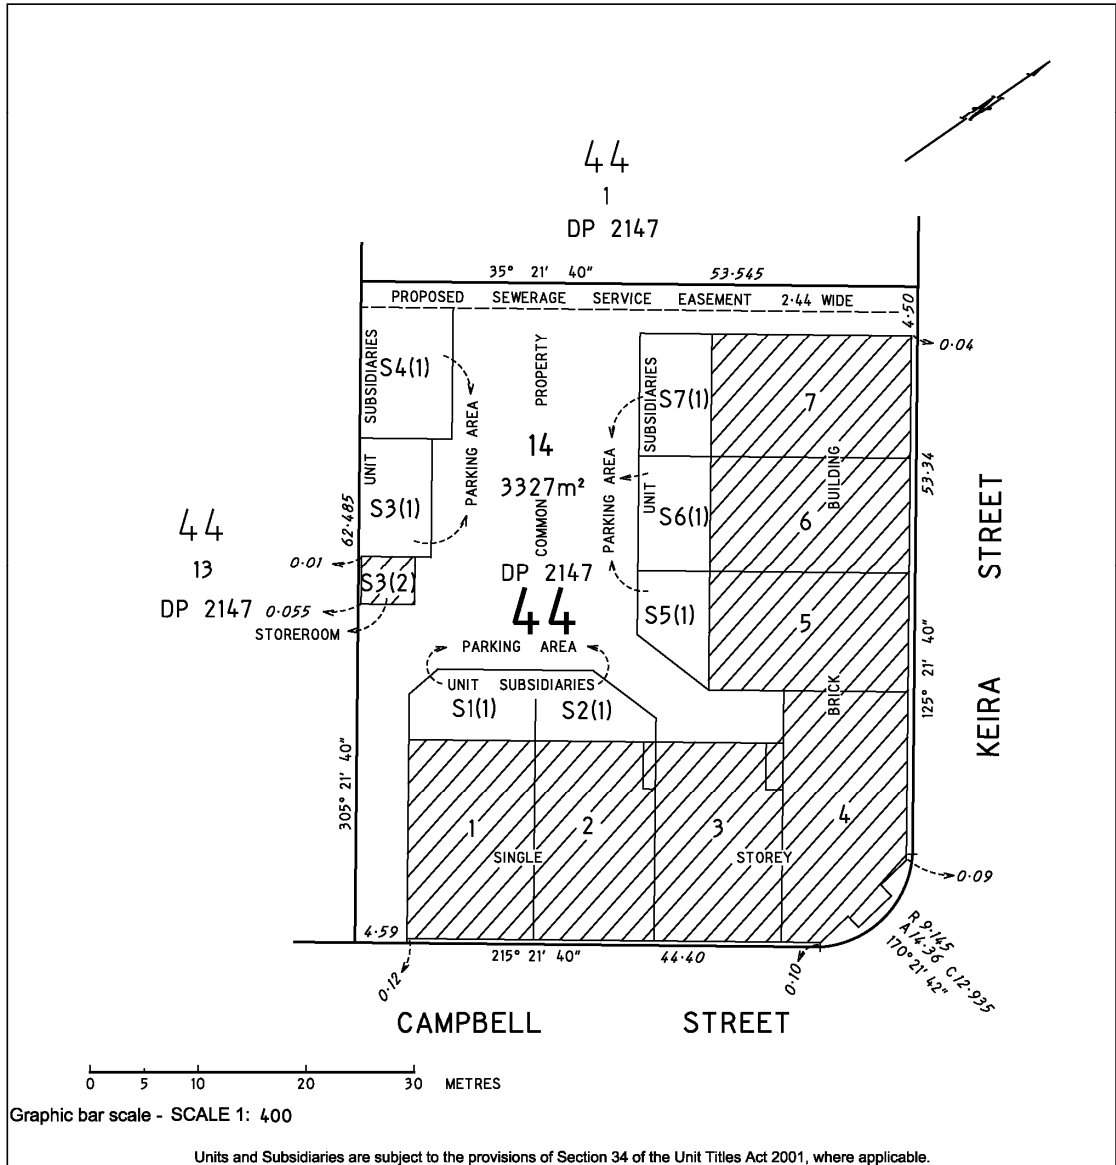 44
1
DP 2147
35° 21' 40"
53·545
PROPOSED SEWERAGE SERVICE EASEMENT 2·44 WIDE
4·50
0·04
SUBSIDIARIES
S4(1)
PARKING AREA
PROPERTY
SUBSIDIARIES
S7(1)
7
14
3327m²
COMMON
UNIT
S3(1)
PARKING AREA
UNIT
S6(1)
6
BUILDING
53·34
STREET
62·485
44
13
DP 2147
0·01
0·055
S3(2)
STOREROOM
DP 2147
44
S5(1)
5
PARKING AREA
UNIT SUBSIDIARIES
S1(1)
S2(1)
BRICK
125° 21' 40"
KEIRA
305° 21' 40"
1
2
3
4
SINGLE STOREY
0·09
R 9·145
A 14·36 C12·935
170° 21' 42"
4·59
215° 21' 40"
44·40
0·12
0·10
CAMPBELL STREET
0 5 10 20 30 METRES
Graphic bar scale - SCALE 1: 400
Units and Subsidiaries are subject to the provisions of Section 34 of the Unit Titles Act 2001, where applicable.